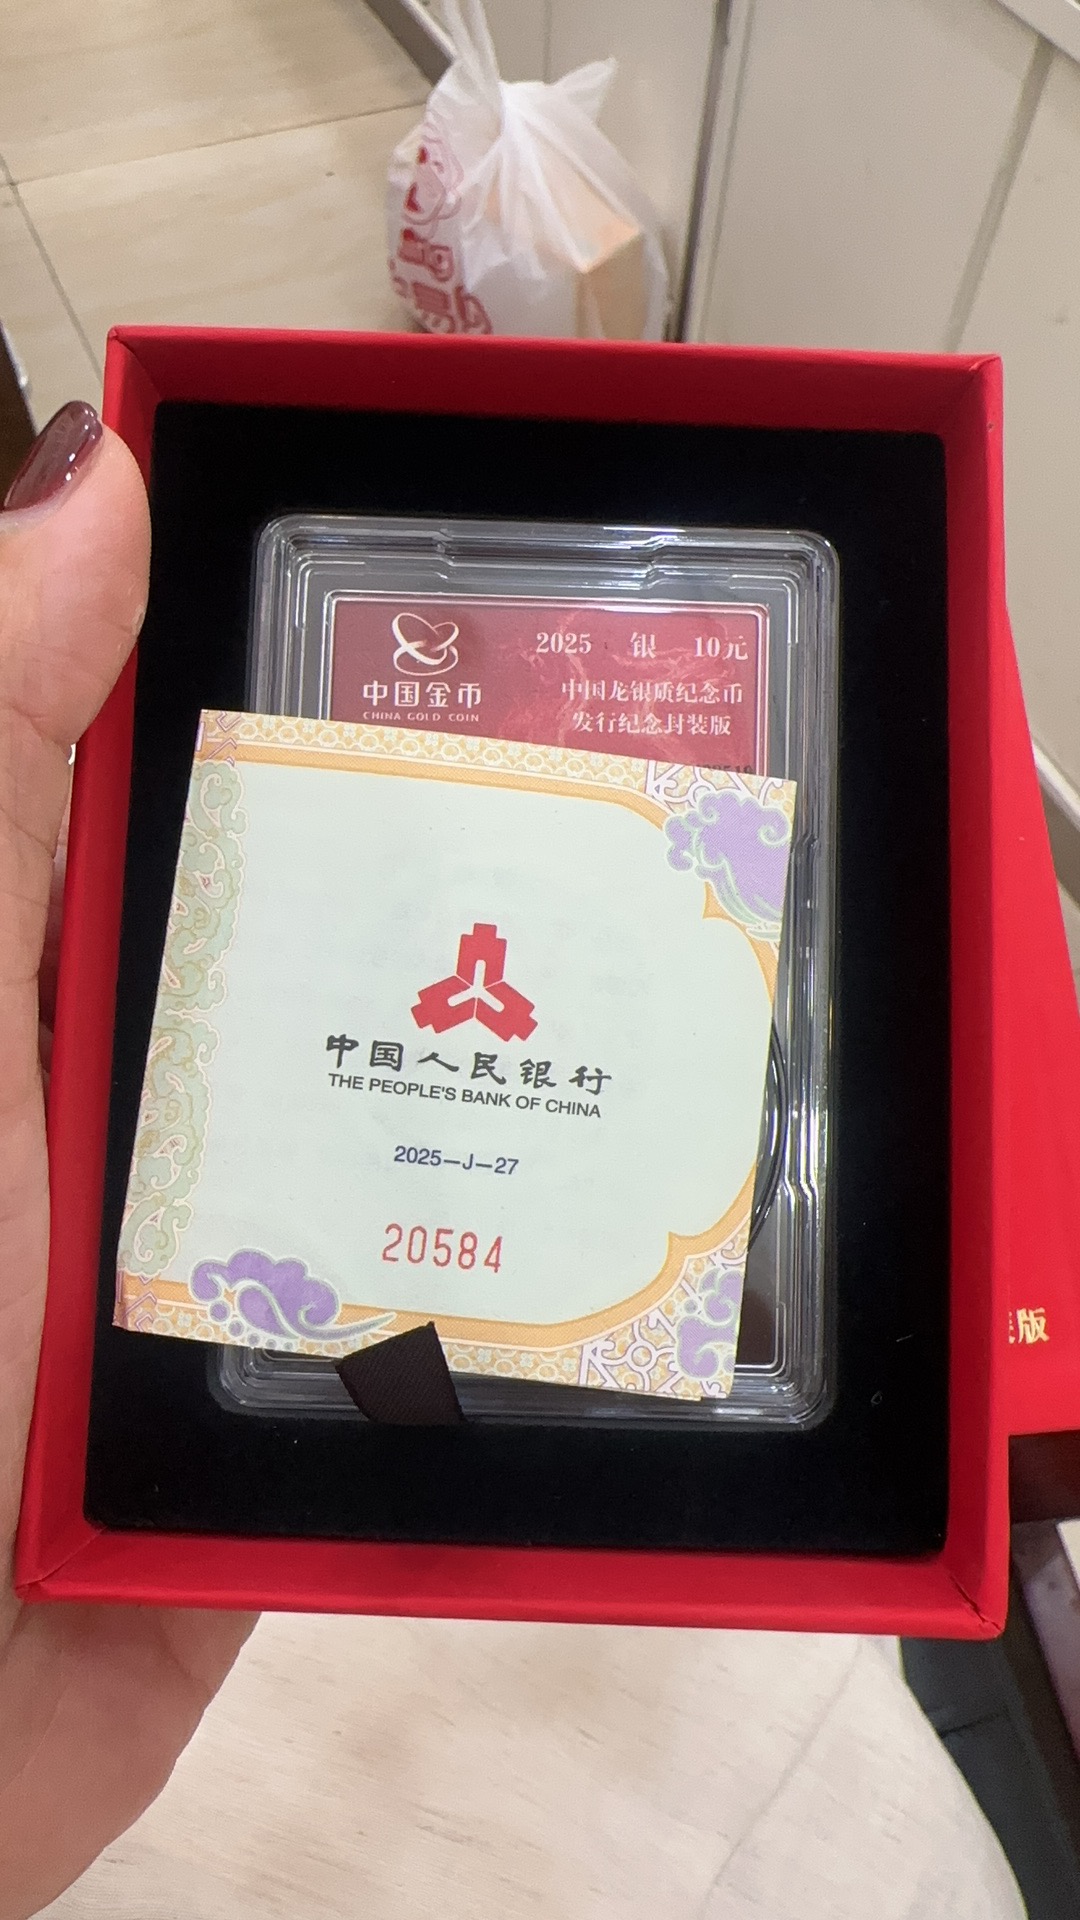 2025 银 10元
中国金币
CHINA GOLD COIN
中国龙银质纪念币
发行纪念封装版
中国人民银行
THE PEOPLE'S BANK OF CHINA
2025—J—27
20584
版